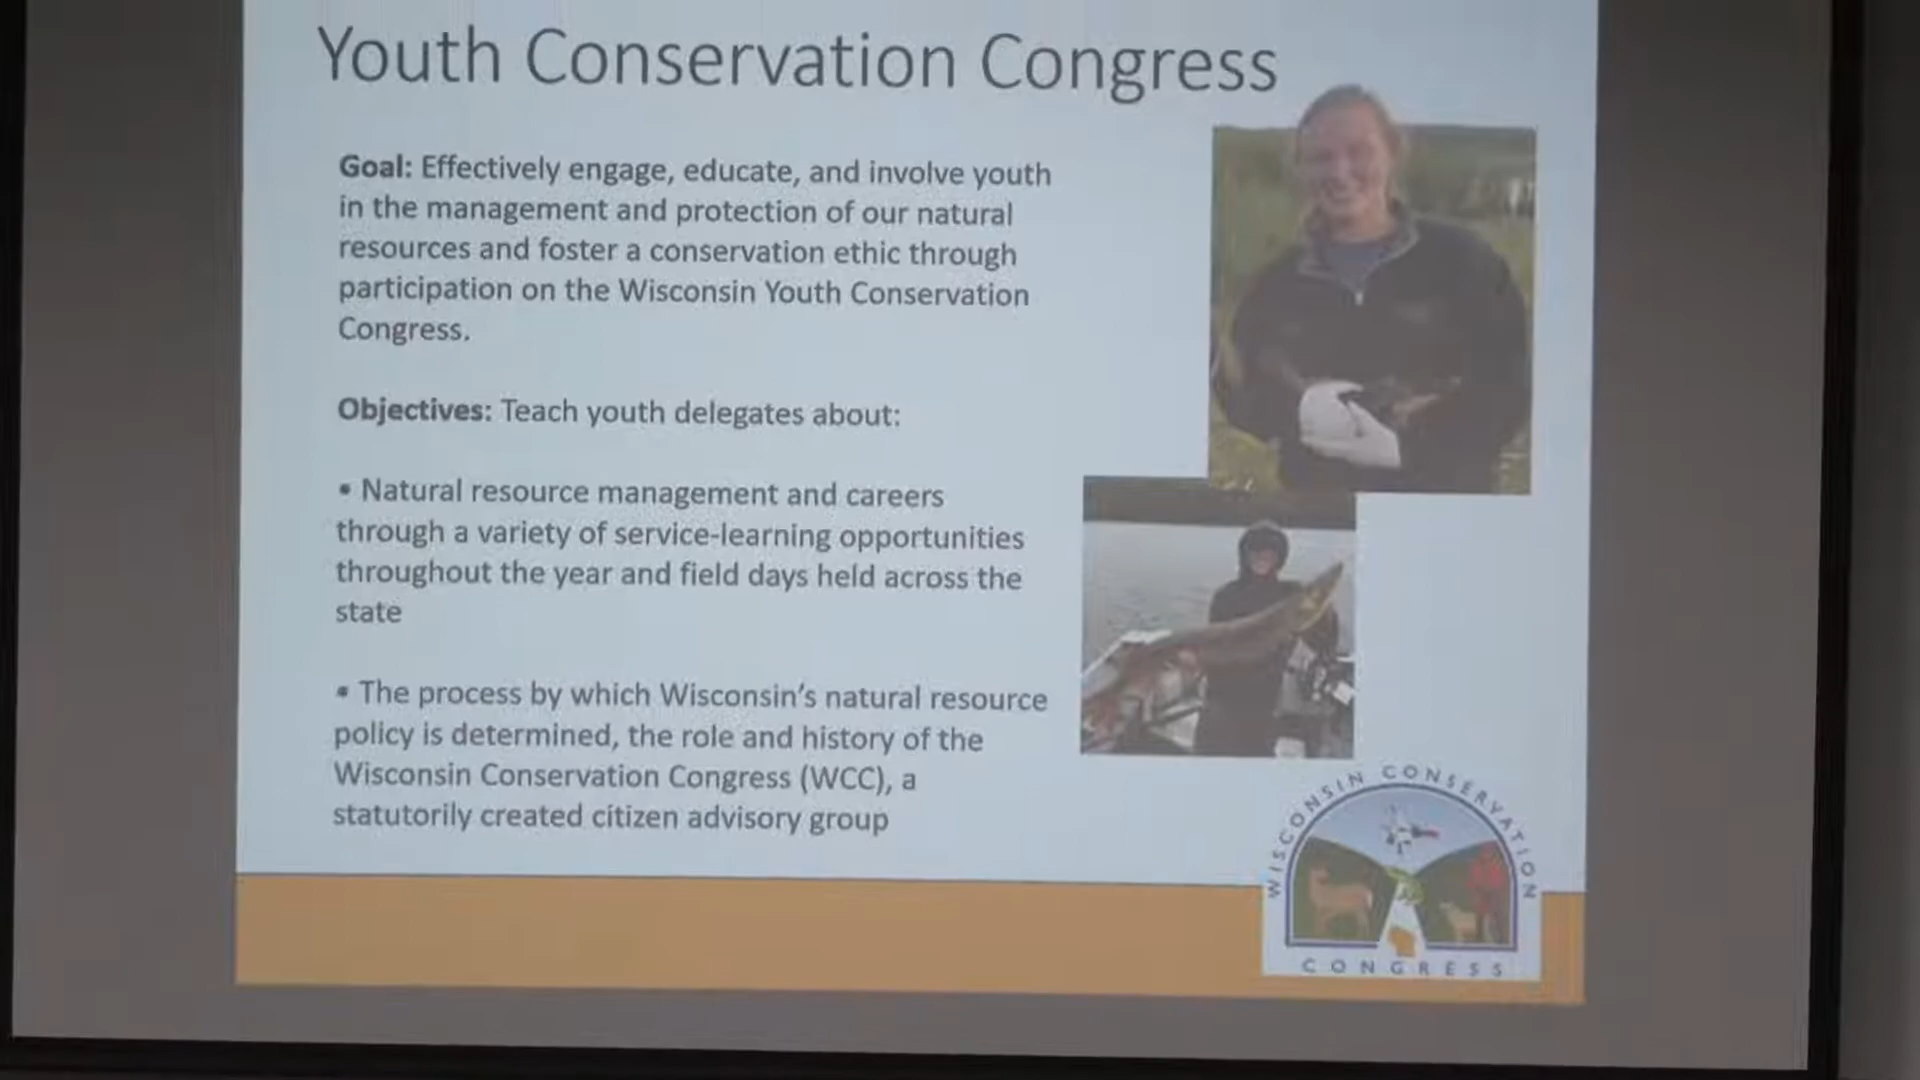 Youth Conservation Congress
Goal: Effectively engage, educate, and involve youth
in the management and protection of our natural
resources and foster a conservation ethic through
participation on the Wisconsin Youth Conservation
Congress.
Objectives: Teach youth delegates about:
• Natural resource management and careers
through a variety of service-learning opportunities
throughout the year and field days held across the
state
• The process by which Wisconsin's natural resource
policy is determined, the role and history of the
Wisconsin Conservation Congress (WCC), a
statutorily created citizen advisory group
WISCONSIN CONSERVATION
CONGRESS